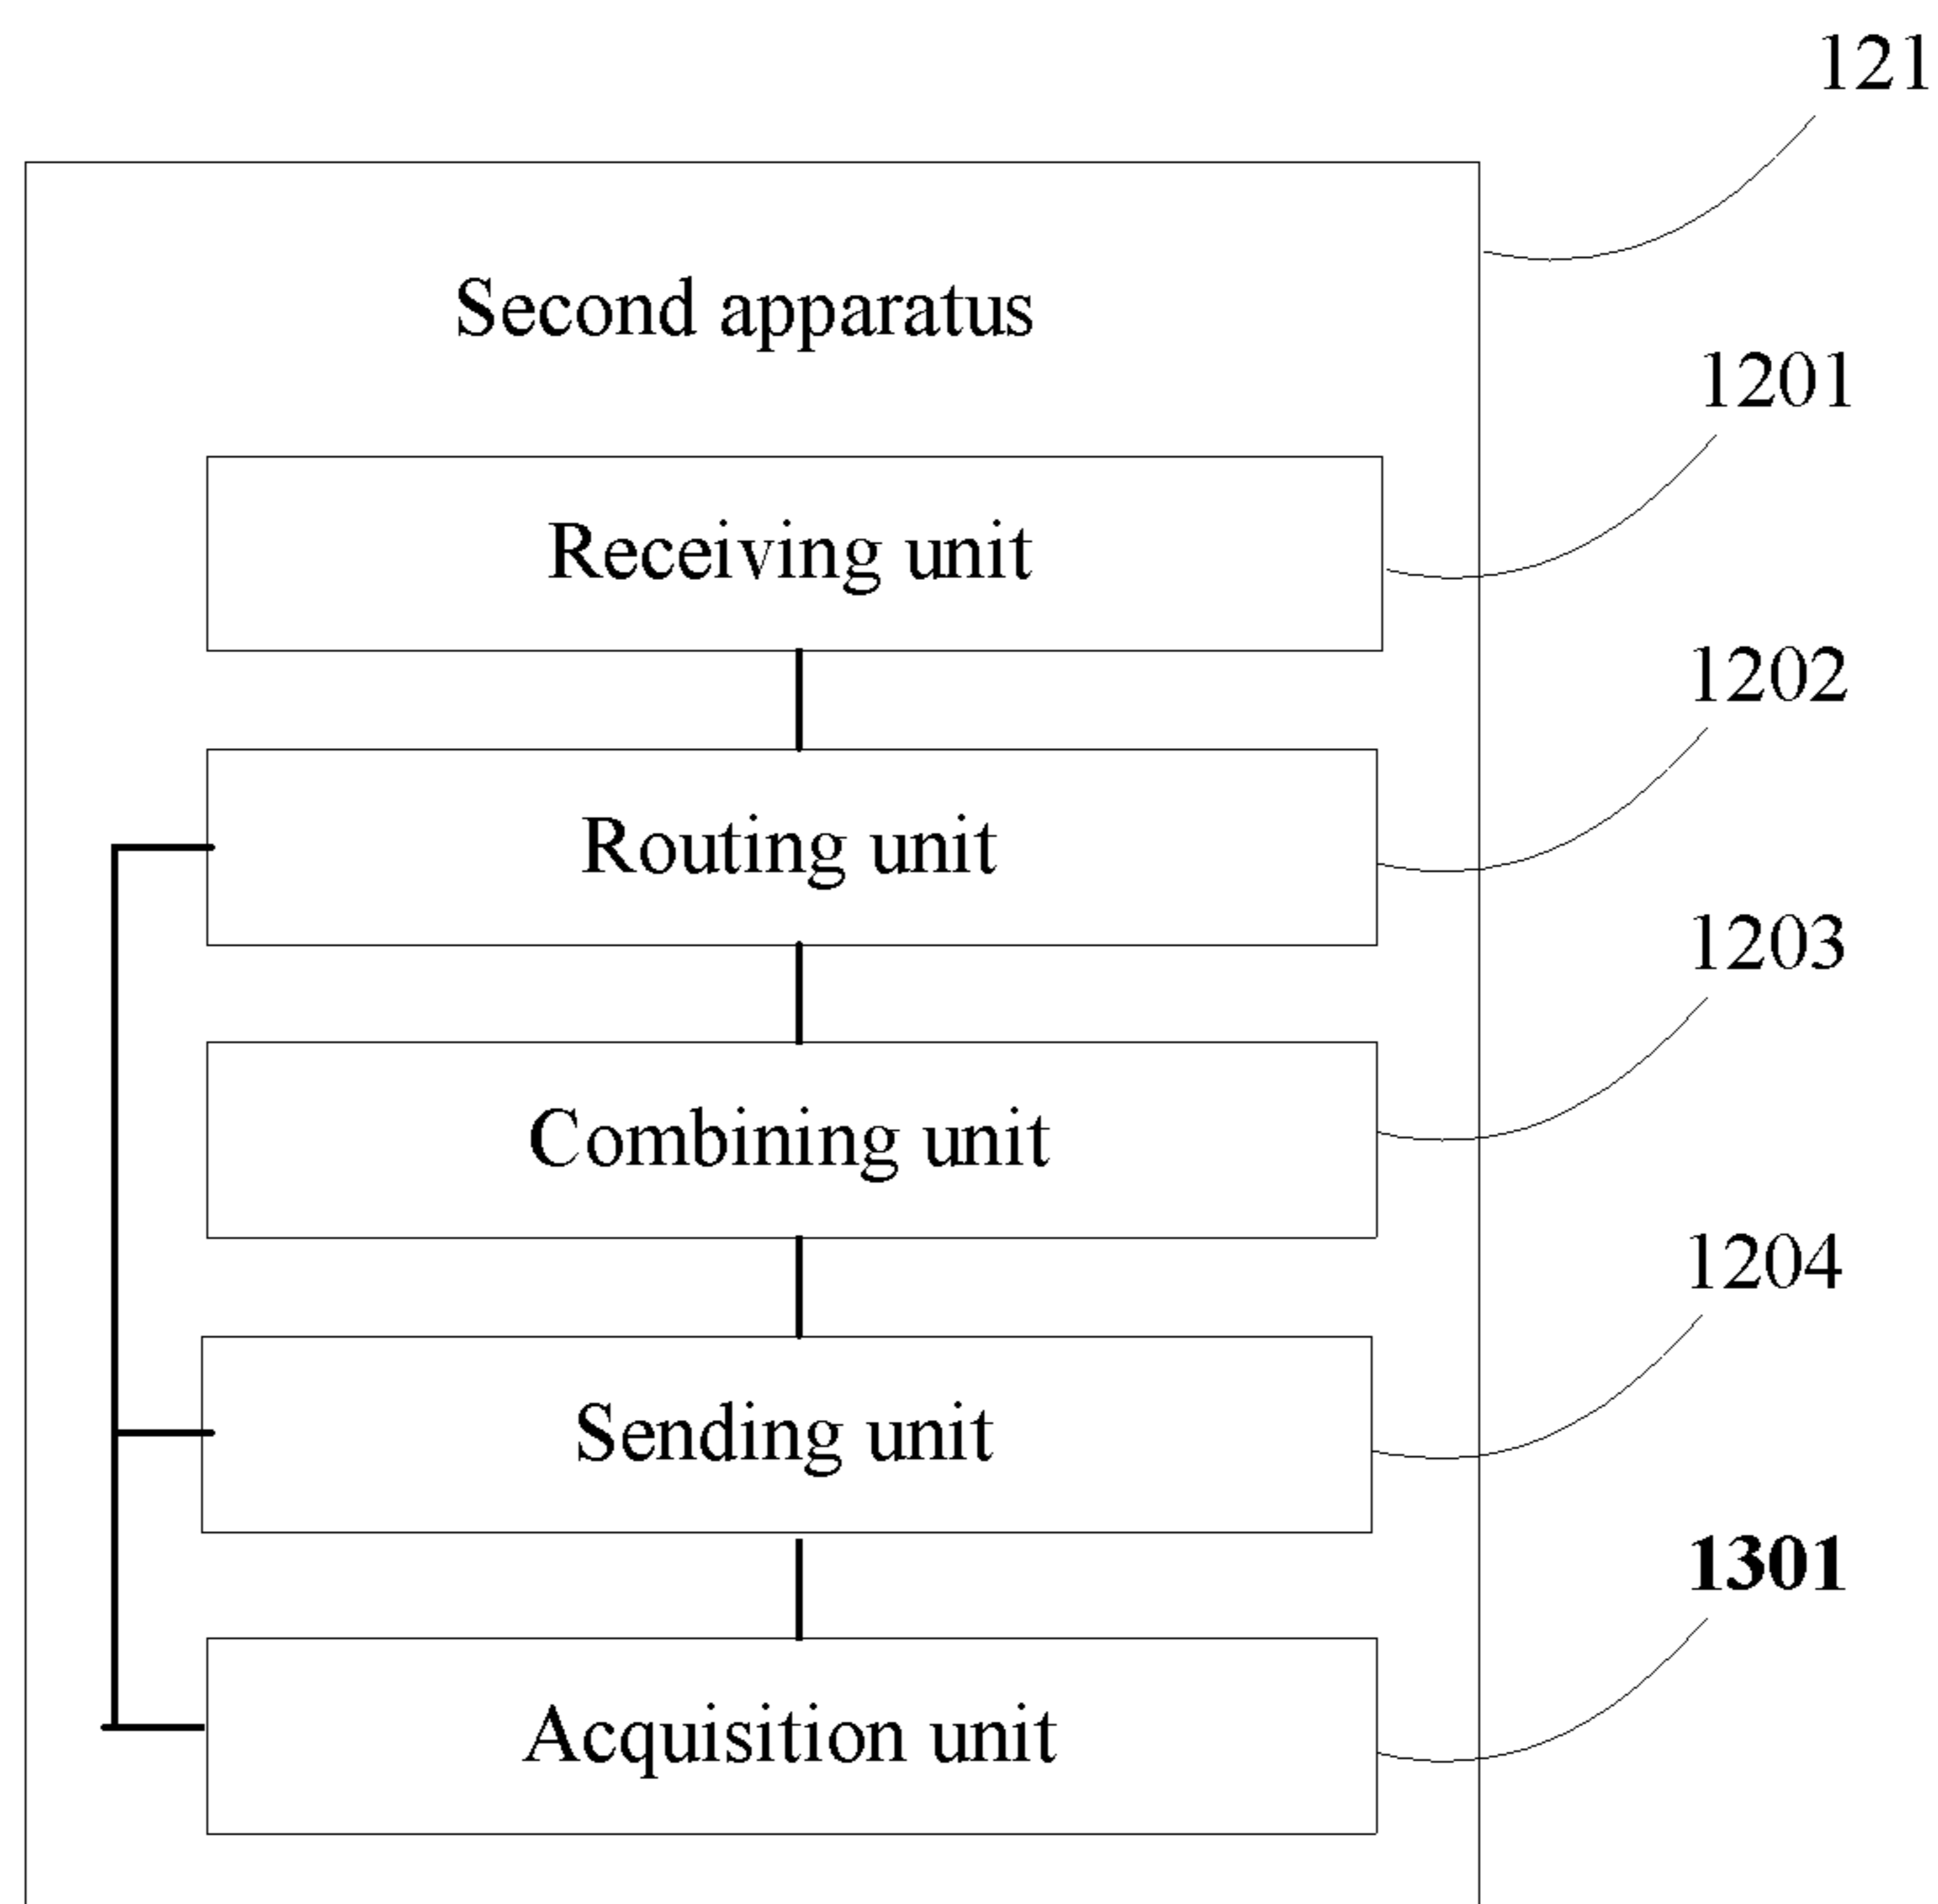 121
Second apparatus
1201
Receiving unit
1202
Routing unit
1203
Combining unit
1204
Sending unit
1301
Acquisition unit